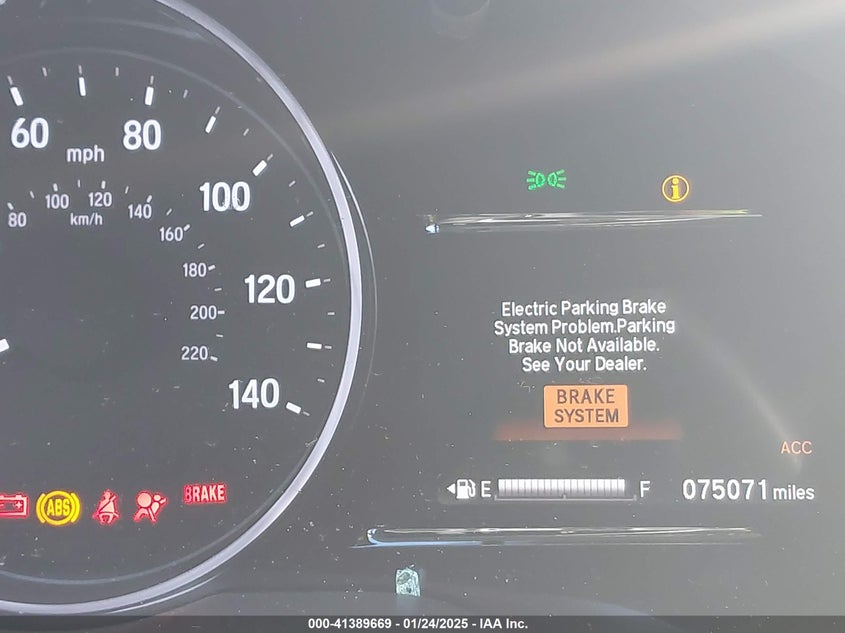 60
80
mph
100
80
100
120
140
km/h
160
180
120
200
220
140
Electric Parking Brake
System Problem.Parking
Brake Not Available.
See Your Dealer.
BRAKE
SYSTEM
ACC
E
F
075071 miles
ABS
BRAKE
000-41389669 - 01/24/2025 - IAA Inc.